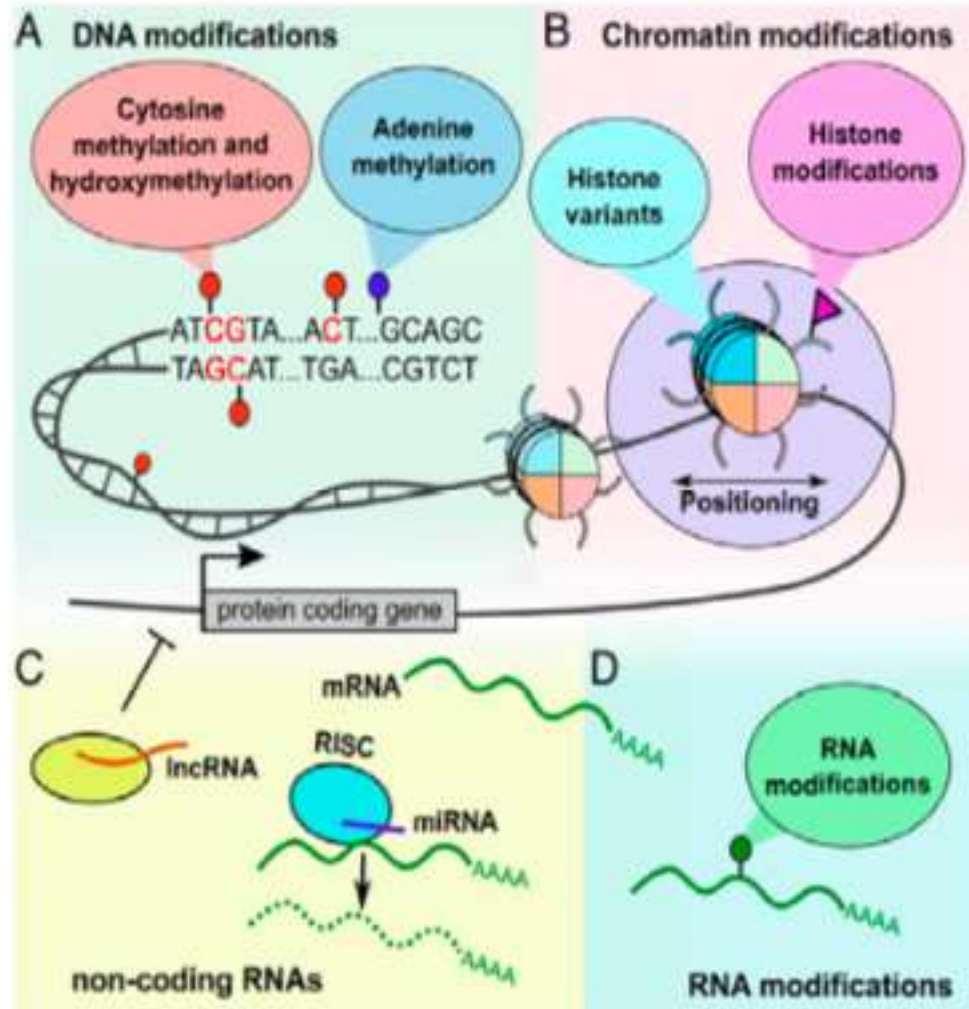 A DNA modifications
B Chromatin modifications
Cytosine
methylation and
hydroxymethylation
Adenine
methylation
Histone
variants
Histone
modifications
ATCGTA...ACT...GCAGC
TAGCAT...TGA...CGTCT
Positioning
protein coding gene
C
mRNA
AAAA
lncRNA
RISC
miRNA
AAAA
AAAA
non-coding RNAs
D
RNA
modifications
AAAA
RNA modifications